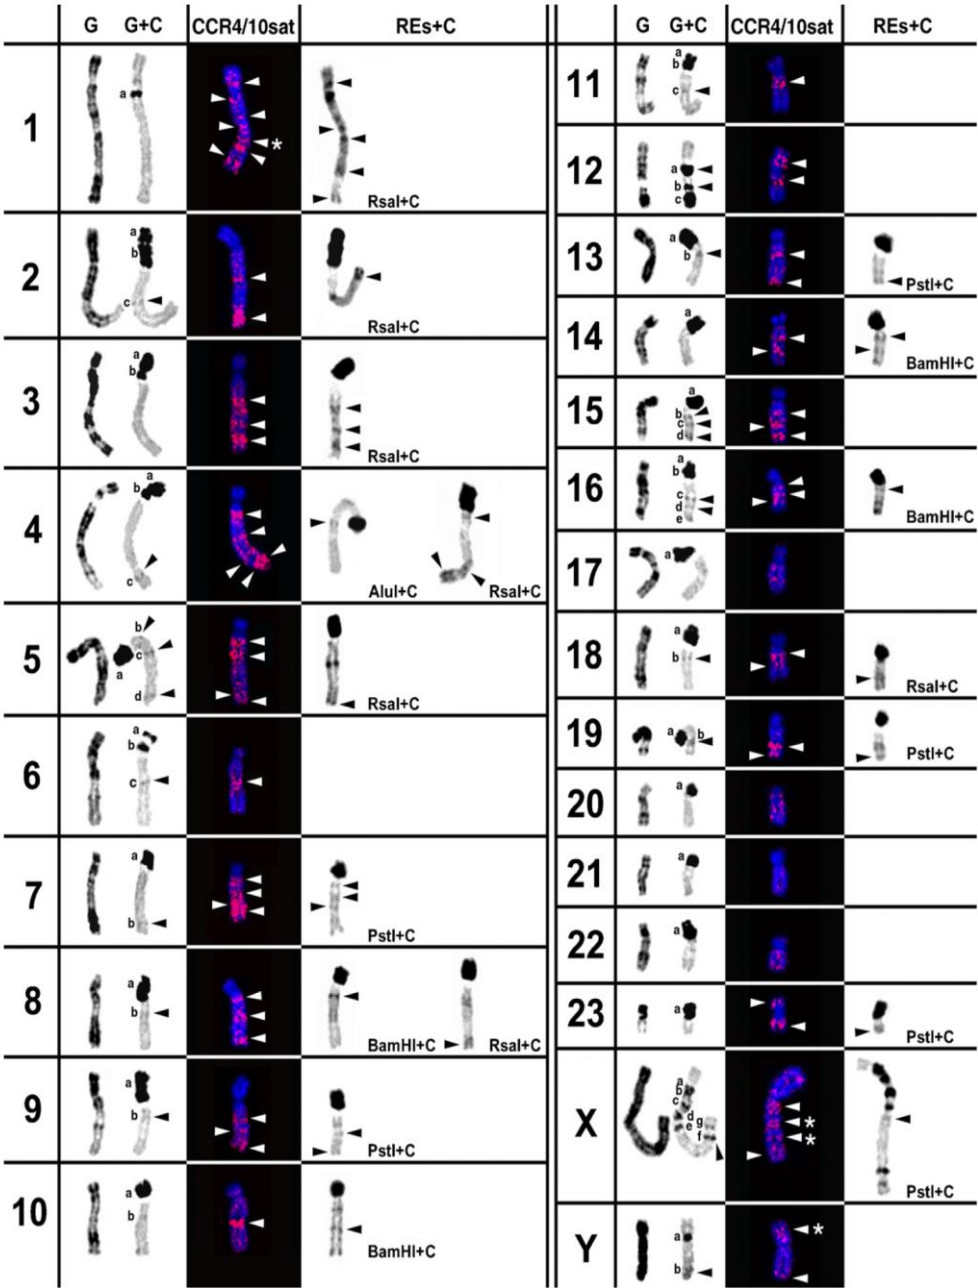 G G+C CCR4/10sat REs+C
1
a
*
RsaI+C
2
a
b
c
RsaI+C
3
a
b
RsaI+C
4
a
b
c
AluI+C RsaI+C
5
b
c
a
d
RsaI+C
6
a
b
c
7
a
b
PstI+C
8
a
b
BamHI+C RsaI+C
9
a
b
PstI+C
10
a
b
BamHI+C
G G+C CCR4/10sat REs+C
11
a
b
c
12
a
b
c
13
a
b
PstI+C
14
a
BamHI+C
15
a
b
c
d
16
a
b
c
d
e
BamHI+C
17
a
18
a
b
RsaI+C
19
a b
PstI+C
20
a
21
a
22
a
23
a
PstI+C
X
a
b
c
d g
e f
*
*
PstI+C
Y
a
b
*